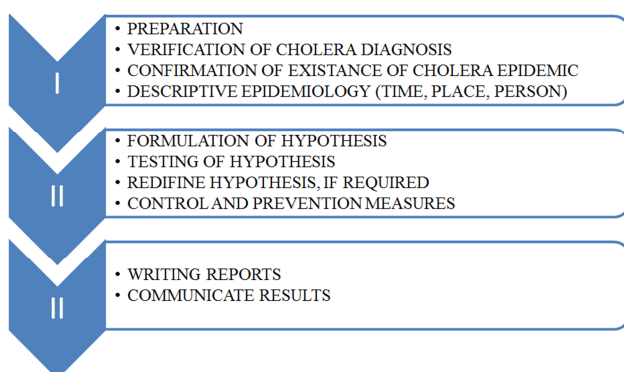 I
• PREPARATION
• VERIFICATION OF CHOLERA DIAGNOSIS
• CONFIRMATION OF EXISTANCE OF CHOLERA EPIDEMIC
• DESCRIPTIVE EPIDEMIOLOGY (TIME, PLACE, PERSON)
II
• FORMULATION OF HYPOTHESIS
• TESTING OF HYPOTHESIS
• REDIFINE HYPOTHESIS, IF REQUIRED
• CONTROL AND PREVENTION MEASURES
II
• WRITING REPORTS
• COMMUNICATE RESULTS